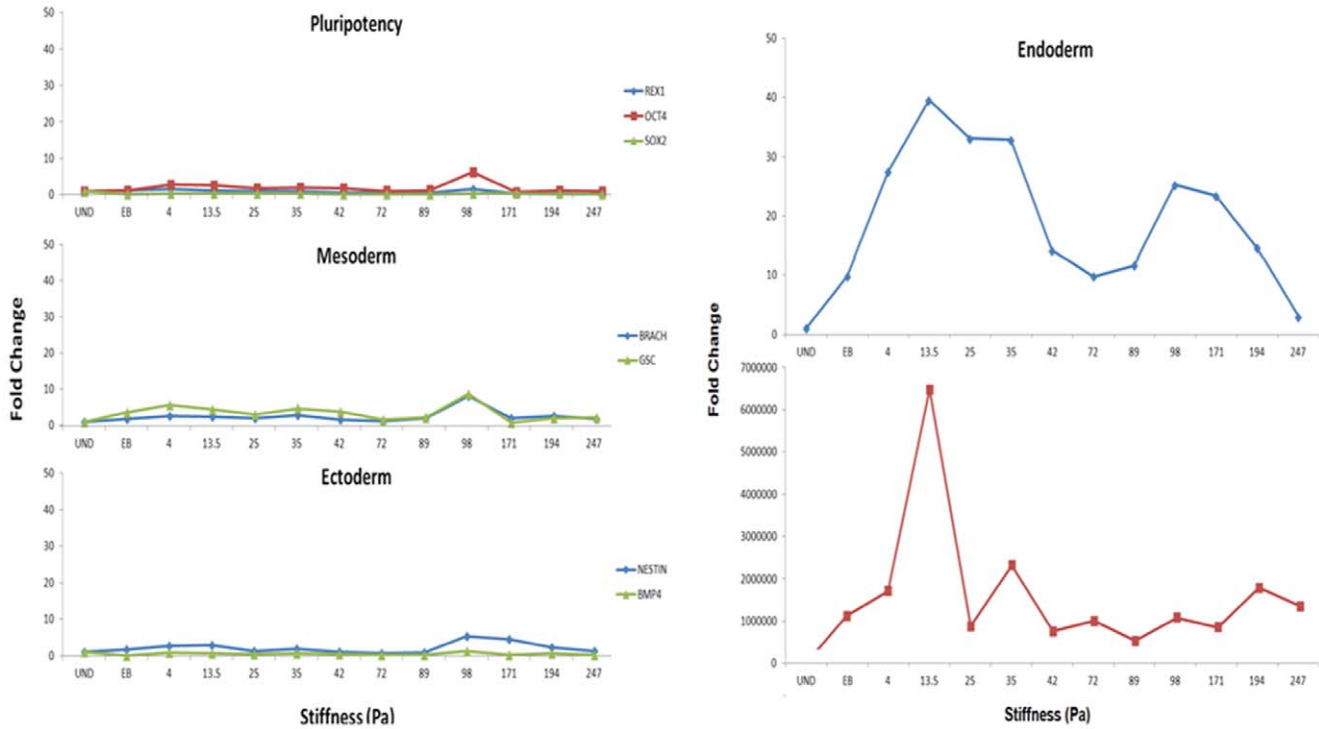 Pluripotency
50
40
30
20
10
0
UND EB 4 13.5 25 35 42 72 89 98 171 194 247
REX1
OCT4
SOX2
Mesoderm
50
40
30
20
10
0
UND EB 4 13.5 25 35 42 72 89 98 171 194 247
BRACH
GSC
Fold Change
Ectoderm
50
40
30
20
10
0
UND EB 4 13.5 25 35 42 72 89 98 171 194 247
NESTIN
BMP4
Stiffness (Pa)
Endoderm
50
40
30
20
10
0
UND EB 4 13.5 25 35 42 72 89 98 171 194 247
Fold Change
7000000
6000000
5000000
4000000
3000000
2000000
1000000
0
UND EB 4 13.5 25 35 42 72 89 98 171 194 247
Stiffness (Pa)